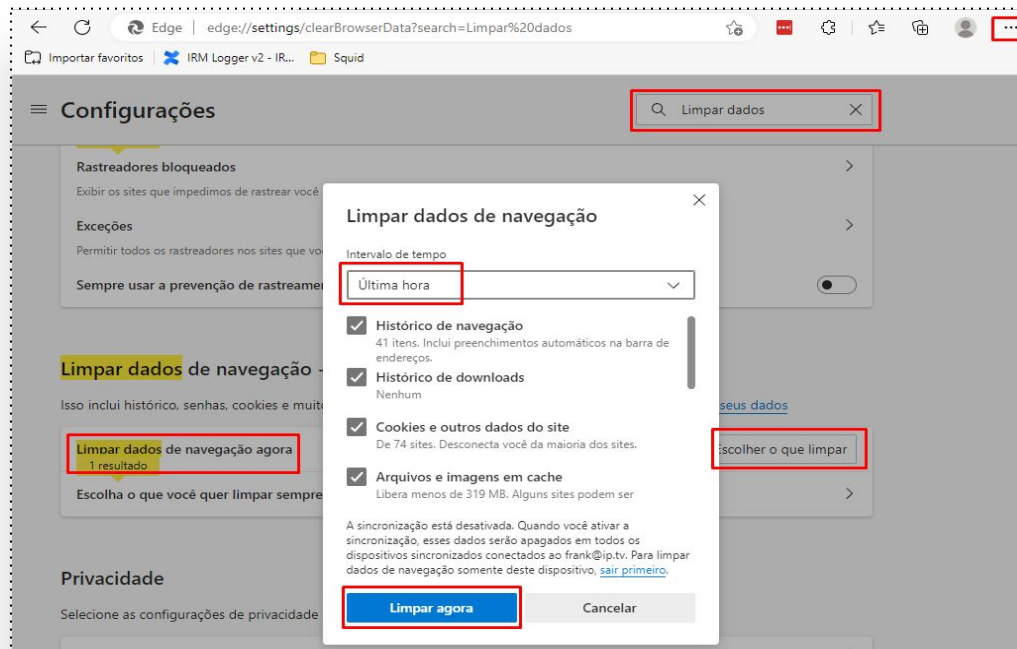 Edge | edge://settings/clearBrowserData?search=Limpar%20dados
Importar favoritos IRM Logger v2 - IR... Squid
Configurações
Limpar dados
Rastreadores bloqueados
Exibir os sites que impedimos de rastrear você
Exceções
Permitir todos os rastreadores nos sites que
Sempre usar a prevenção de
Limpar dados de navegação -
Isso inclui histórico, senhas, cookies e
seus dados
Limpar dados de navegação agora
1 resultado
Escolher o que limpar
Escolha o que você quer limpar sempre
Privacidade
Selecione as configurações de privacidade
Limpar dados de navegação
Intervalo de tempo
Última hora
Histórico de navegação
41 itens. Inclui preenchimentos automáticos na barra de
endereços.
Histórico de downloads
Nenhum
Cookies e outros dados do site
De 74 sites. Desconecta você da maioria dos sites.
Arquivos e imagens em cache
Libera menos de 319 MB. Alguns sites podem ser
A sincronização está desativada. Quando você ativar a
sincronização, esses dados serão apagados em todos os
dispositivos sincronizados conectados ao frank@ip.tv. Para limpar
dados de navegação somente deste dispositivo, sair primeiro.
Limpar agora
Cancelar